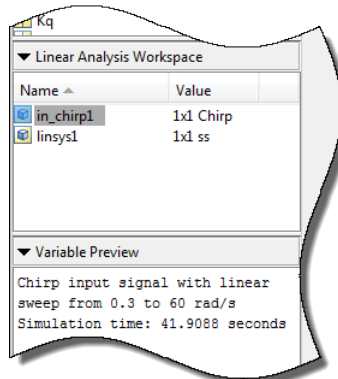 Kq
Linear Analysis Workspace
Name Value
in_chirp1 1x1 Chirp
linsys1 1x1 ss
Variable Preview
Chirp input signal with linear
sweep from 0.3 to 60 rad/s
Simulation time: 41.9088 seconds